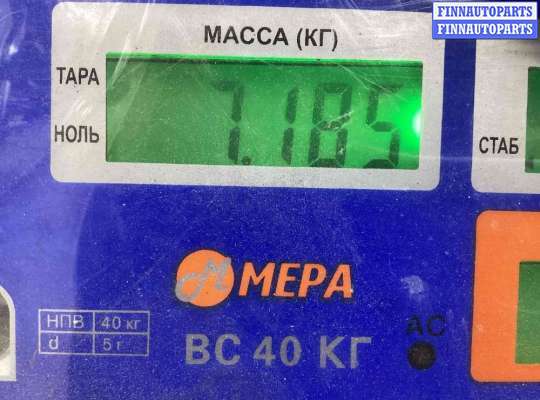 FINNAUTOPARTS
FINNAUTOPARTS
МАССА (КГ)
ТАРА
НОЛЬ
7.185
СТАБ
МЕРА
НПВ 40 кг
d 5 г
ВС 40 КГ
АС